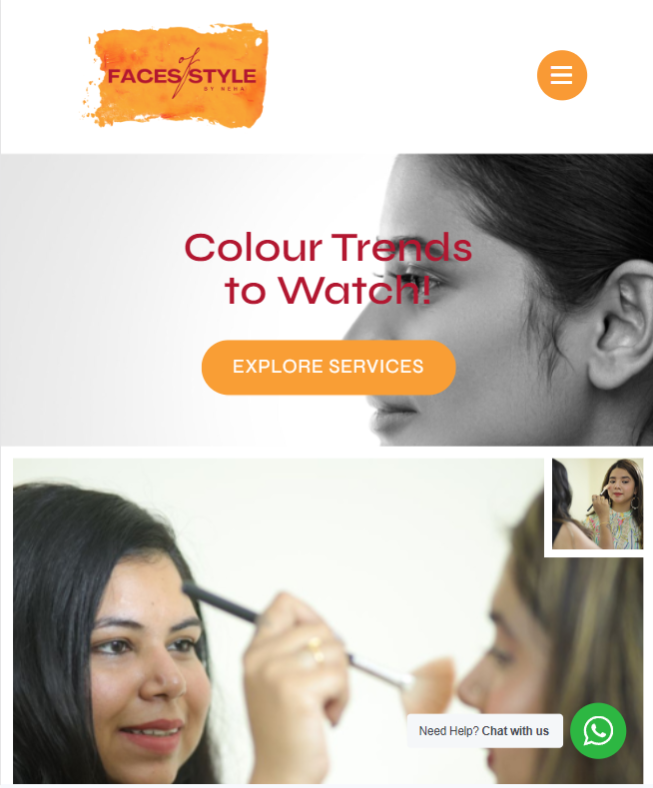 FACES of STYLE
BY NEHA
Colour Trends
to Watch!
EXPLORE SERVICES
Need Help? Chat with us